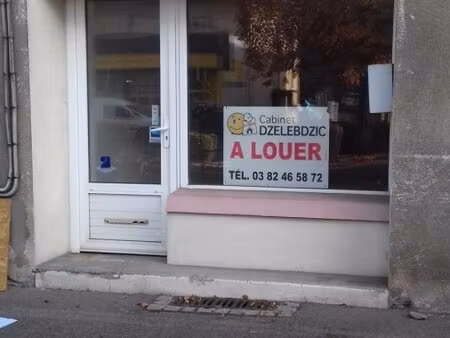 Cabinet
DZELEBDZIC
A LOUER
TÉL. 03 82 46 58 72